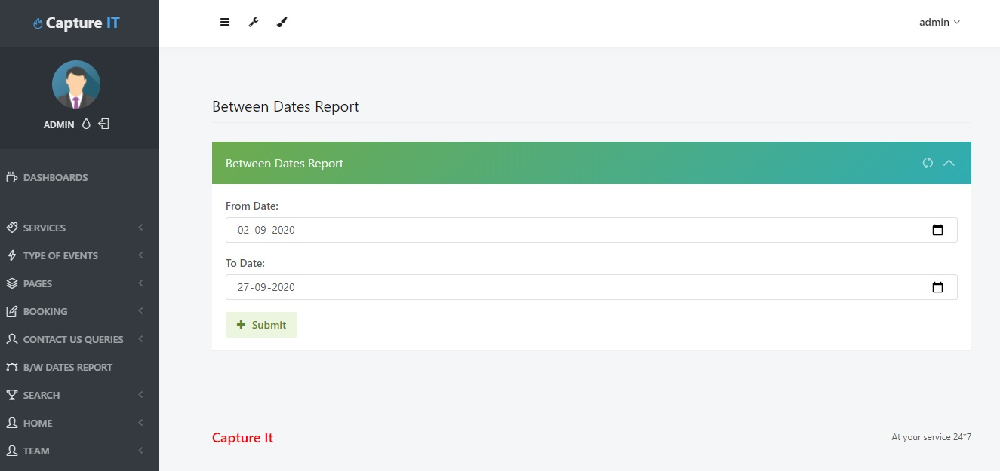 Capture IT
admin
ADMIN
DASHBOARDS
SERVICES
TYPE OF EVENTS
PAGES
BOOKING
CONTACT US QUERIES
B/W DATES REPORT
SEARCH
HOME
TEAM
Between Dates Report
Between Dates Report
From Date:
02-09-2020
To Date:
27-09-2020
Submit
Capture It
At your service 24*7